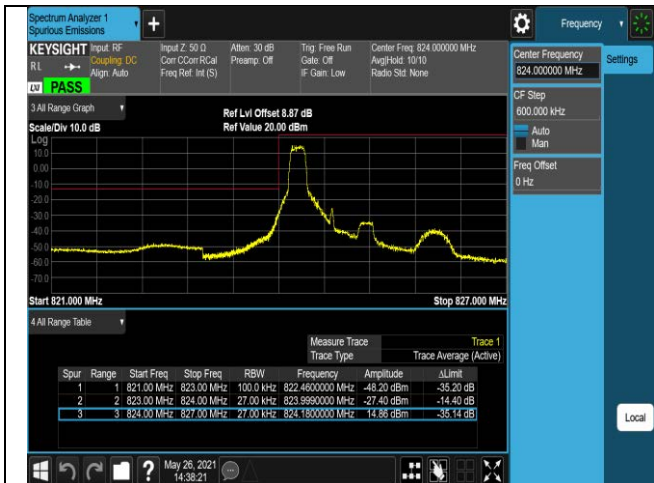 Spectrum Analyzer 1
Spurious Emissions
Frequency
KEYSIGHT Input: RF Input Z: 50 Ω Atten: 30 dB Trig: Free Run Center Freq: 824.000000 MHz
RL Coupling: DC Corr CCorr RCal Preamp: Off Gate: Off Avg|Hold: 10/10
Align: Auto Freq Ref: Int (S) IF Gain: Low Radio Std: None
LXI PASS
Center Frequency
824.000000 MHz
Settings
CF Step
600.000 kHz
Auto
Man
Freq Offset
0 Hz
3 All Range Graph
Ref Lvl Offset 8.87 dB
Scale/Div 10.0 dB Ref Value 20.00 dBm
Log
10.0
0.00
-10.0
-20.0
-30.0
-40.0
-50.0
-60.0
-70.0
Start 821.000 MHz Stop 827.000 MHz
4 All Range Table
Measure Trace Trace 1
Trace Type Trace Average (Active)
Spur Range Start Freq Stop Freq RBW Frequency Amplitude ΔLimit
1 1 821.00 MHz 823.00 MHz 100.0 kHz 822.4600000 MHz -48.20 dBm -35.20 dB
2 2 823.00 MHz 824.00 MHz 27.00 kHz 823.9990000 MHz -27.40 dBm -14.40 dB
3 3 824.00 MHz 827.00 MHz 27.00 kHz 824.1800000 MHz 14.86 dBm -35.14 dB
Local
May 26, 2021
14:38:21